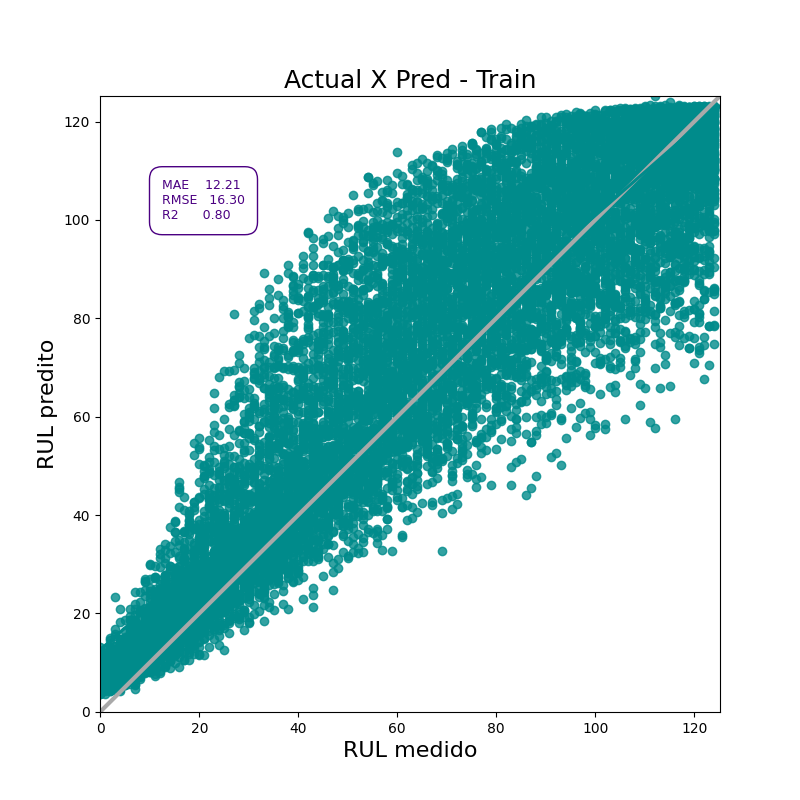 Actual X Pred - Train
120
100
80
60
40
20
0
RUL predito
MAE 12.21
RMSE 16.30
R2 0.80
0 20 40 60 80 100 120
RUL medido